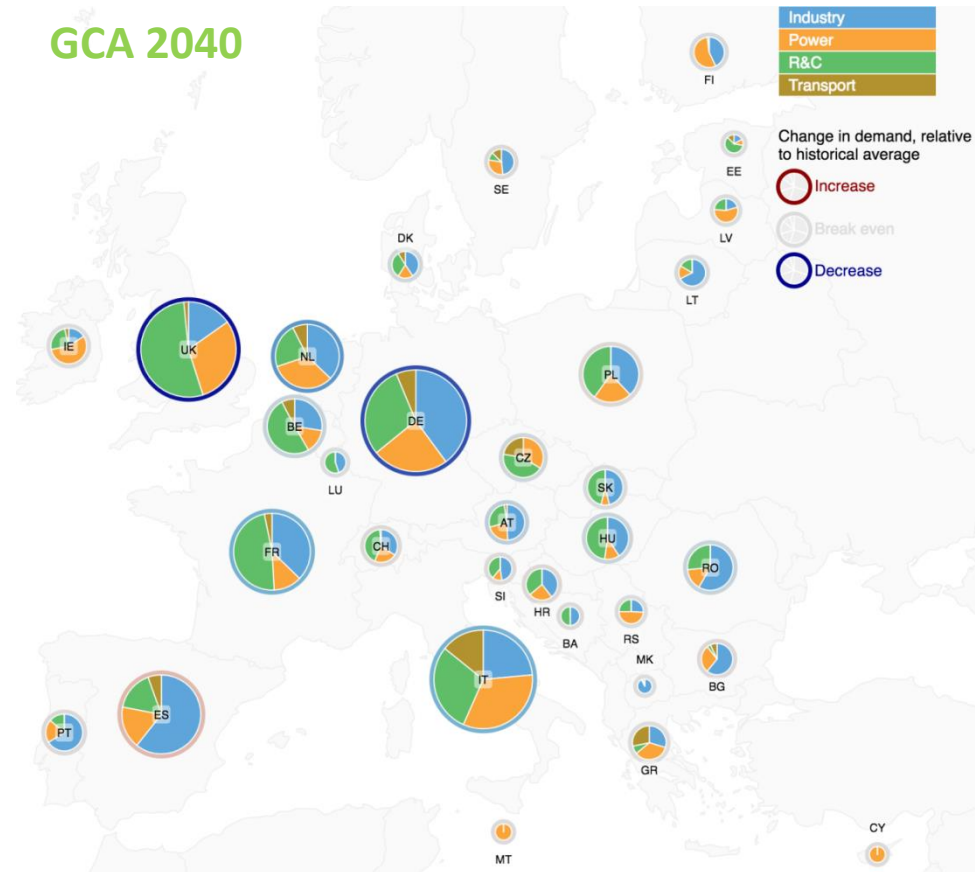 GCA 2040
Industry
Power
R&C
Transport
Change in demand, relative
to historical average
Increase
Break even
Decrease
FI
EE
SE
LV
DK
LT
IE
UK
NL
PL
DE
BE
CZ
LU
SK
AT
HU
FR
CH
RO
SI
HR
BA
RS
MK
BG
IT
ES
PT
GR
MT
CY